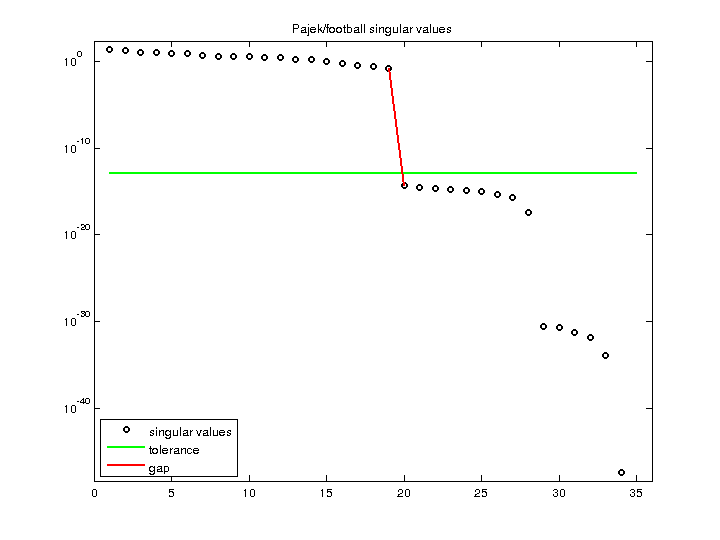 Pajek/football singular values
10^0
10^-10
10^-20
10^-30
10^-40
singular values
tolerance
gap
0 5 10 15 20 25 30 35